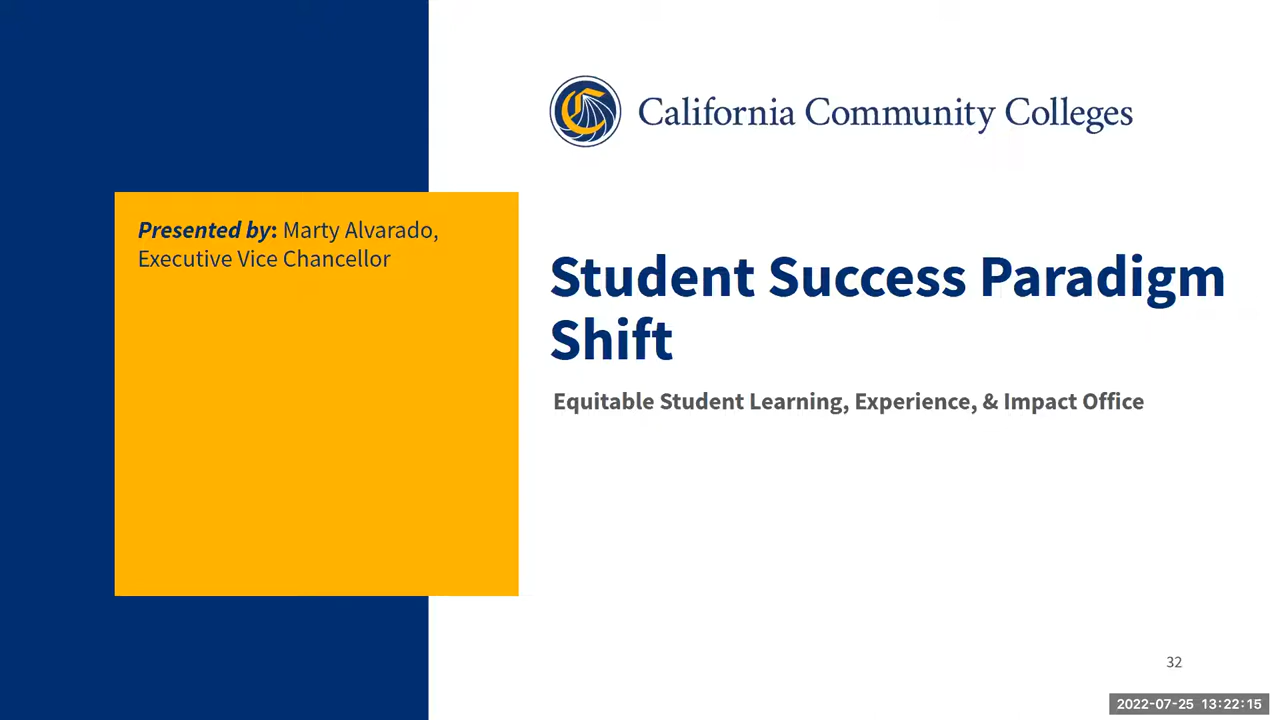 California Community Colleges
Presented by: Marty Alvarado,
Executive Vice Chancellor
Student Success Paradigm
Shift
Equitable Student Learning, Experience, & Impact Office
32
2022-07-25 13:22:15